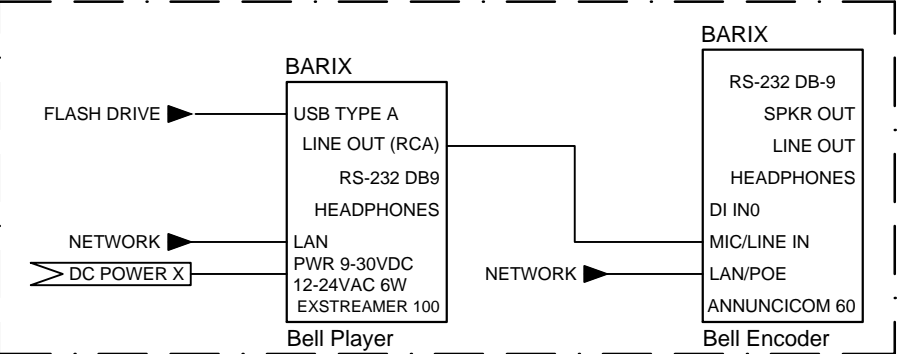 BARIX
RS-232 DB-9
SPKR OUT
LINE OUT
HEADPHONES
DI IN0
MIC/LINE IN
LAN/POE
ANNUNCICOM 60
Bell Encoder
BARIX
FLASH DRIVE
USB TYPE A
LINE OUT (RCA)
RS-232 DB9
HEADPHONES
NETWORK
LAN
DC POWER X
PWR 9-30VDC
12-24VAC 6W
EXSTREAMER 100
Bell Player
NETWORK